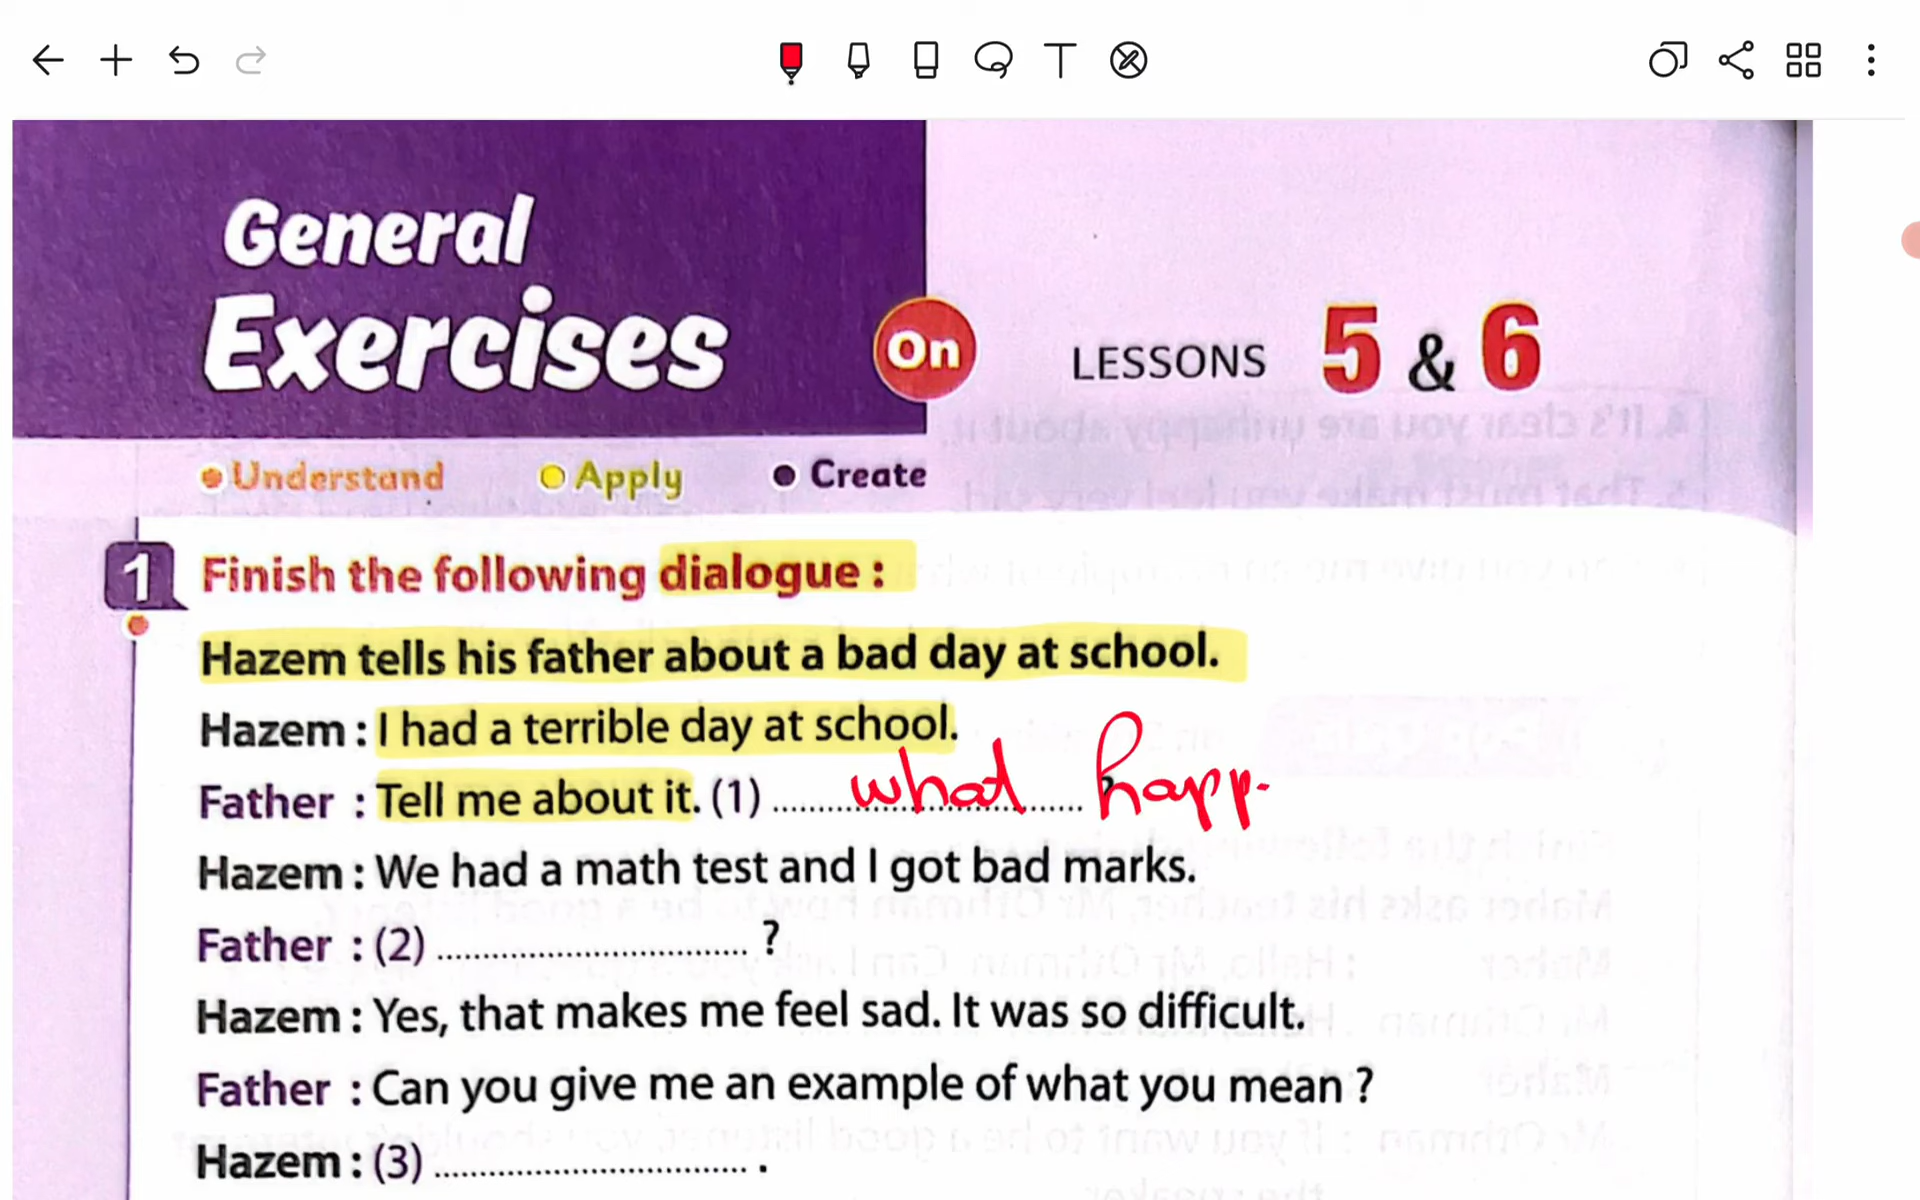 General
Exercises
On
LESSONS 5 & 6
Understand Apply Create
1 Finish the following dialogue :
Hazem tells his father about a bad day at school.
Hazem : I had a terrible day at school.
Father : Tell me about it. (1) .............................. what happ
Hazem : We had a math test and I got bad marks.
Father : (2) .............................. ?
Hazem : Yes, that makes me feel sad. It was so difficult.
Father : Can you give me an example of what you mean ?
Hazem : (3) .............................. .